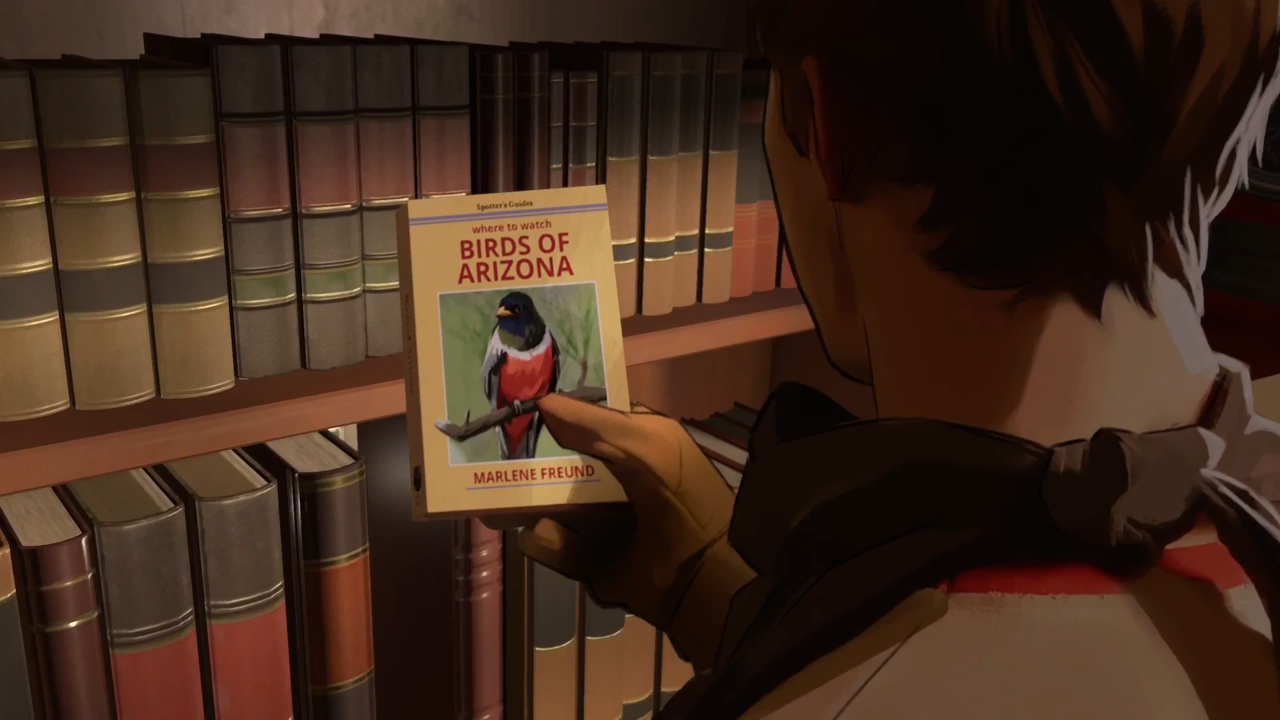 Spotter's Guides
where to watch
BIRDS OF
ARIZONA
MARLENE FREUND